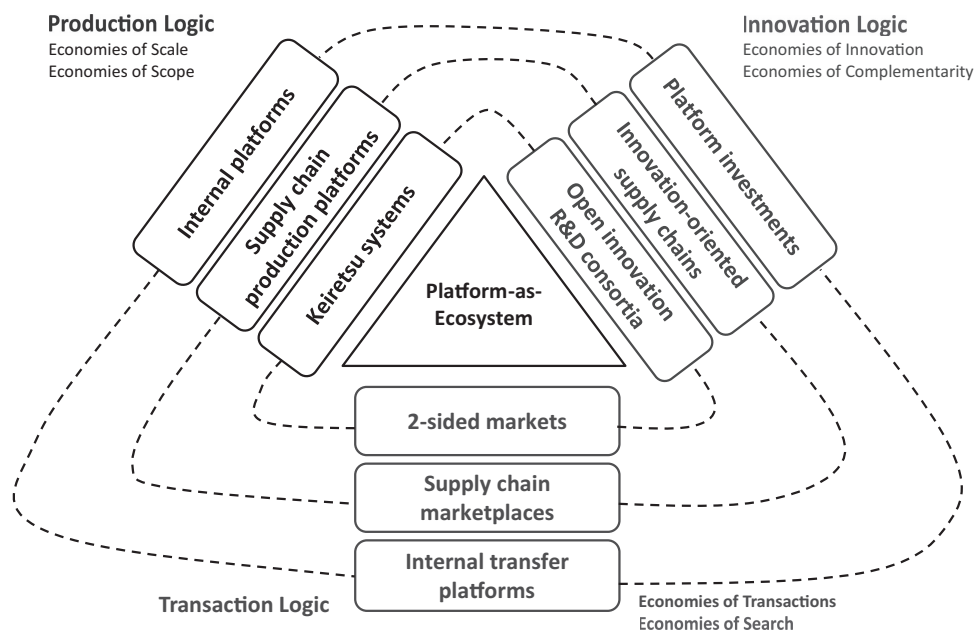 Production Logic
Economies of Scale
Economies of Scope
Innovation Logic
Economies of Innovation
Economies of Complementarity
Internal platforms
Supply chain
production platforms
Keiretsu systems
Platform-as-
Ecosystem
Open innovation
R&D consortia
Innovation-oriented
supply chains
Platform investments
2-sided markets
Supply chain
marketplaces
Internal transfer
platforms
Transaction Logic
Economies of Transactions
Economies of Search